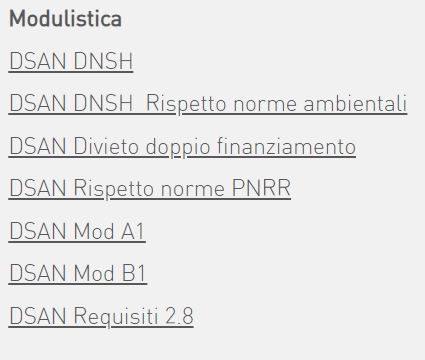 Modulistica
DSAN DNSH
DSAN DNSH  Rispetto norme ambientali
DSAN Divieto doppio finanziamento
DSAN Rispetto norme PNRR
DSAN Mod A1
DSAN Mod B1
DSAN Requisiti 2.8